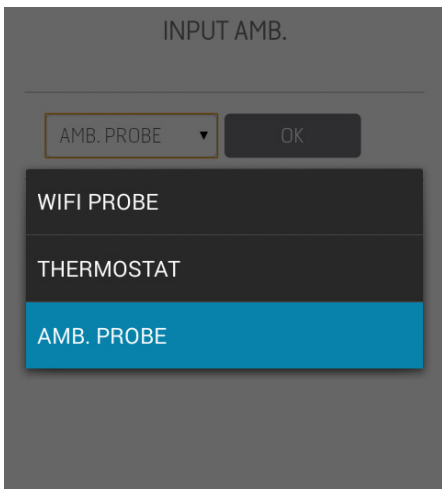 INPUT AMB.
AMB. PROBE ▼ OK
WIFI PROBE
THERMOSTAT
AMB. PROBE